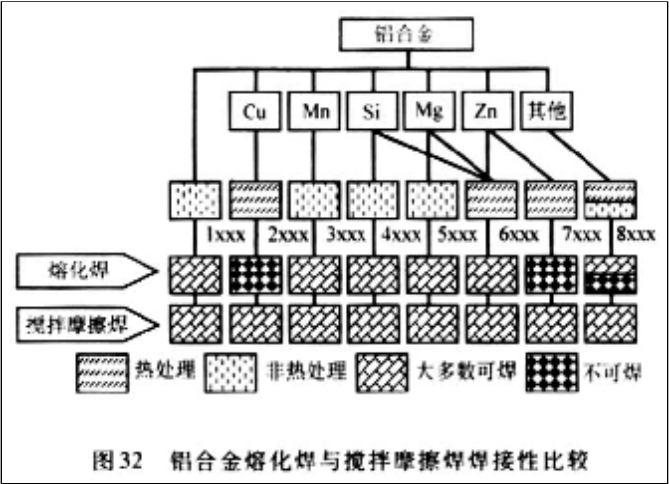 铝合金
Cu Mn Si Mg Zn 其他
1xxx 2xxx 3xxx 4xxx 5xxx 6xxx 7xxx 8xxx
熔化焊
搅拌摩擦焊
热处理 非热处理 大多数可焊 不可焊
图32 铝合金熔化焊与搅拌摩擦焊焊接性比较